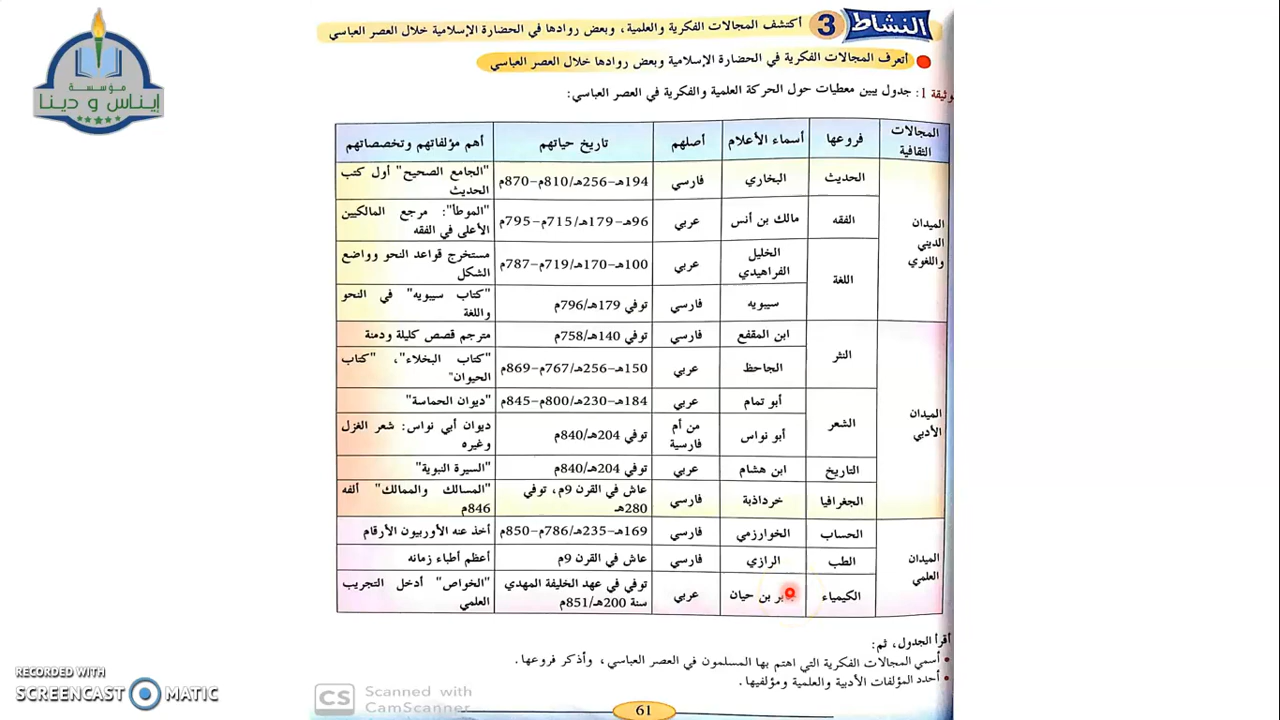 مؤسسة
إيناس و دينا
النشاط 3 أكتشف المجالات الفكرية والعلمية، وبعض روادها في الحضارة الإسلامية خلال العصر العباسي
أتعرف المجالات الفكرية في الحضارة الإسلامية وبعض روادها خلال العصر العباسي
وثيقة 1: جدول يبين معطيات حول الحركة العلمية والفكرية في العصر العباسي:
المجالات الثقافية فروعها أسماء الأعلام أصلهم تاريخ حياتهم أهم مؤلفاتهم وتخصصاتهم
الميدان الديني واللغوي
الحديث البخاري فارسي 194هـ-256هـ/810م-870م "الجامع الصحيح" أول كتب الحديث
الفقه مالك بن أنس عربي 96هـ-179هـ/715م-795م "الموطأ": مرجع المالكيين الأعلى في الفقه
اللغة الخليل الفراهيدي عربي 100هـ-170هـ/719م-787م مستخرج قواعد النحو وواضع الشكل
سيبويه فارسي توفي 179هـ/796م "كتاب سيبويه" في النحو واللغة
الميدان الأدبي
النثر ابن المقفع فارسي توفي 140هـ/758م مترجم قصص كليلة ودمنة
الجاحظ عربي 150هـ-256هـ/767م-869م "كتاب البخلاء"، "كتاب الحيوان"
الشعر أبو تمام عربي 184هـ-230هـ/800م-845م "ديوان الحماسة"
أبو نواس من أم فارسية توفي 204هـ/840م ديوان أبي نواس: شعر الغزل وغيره
التاريخ ابن هشام عربي توفي 204هـ/840م "السيرة النبوية"
الجغرافيا خرداذبة فارسي عاش في القرن 9م، توفي 280هـ "المسالك والممالك" ألفه 846م
الميدان العلمي
الحساب الخوارزمي فارسي 169هـ-235هـ/786م-850م أخذ عنه الأوربيون الأرقام
الطب الرازي فارسي عاش في القرن 9م أعظم أطباء زمانه
الكيمياء بن حيان عربي توفي في عهد الخليفة المهدي سنة 200هـ/851م "الخواص" أدخل التجريب العلمي
أقرأ الجدول، ثم:
• أسمي المجالات الفكرية التي اهتم بها المسلمون في العصر العباسي، وأذكر فروعها.
• أحدد المؤلفات الأدبية والعلمية ومؤلفيها.
61
CS Scanned with
CamScanner
RECORDED WITH
SCREENCAST MATIC